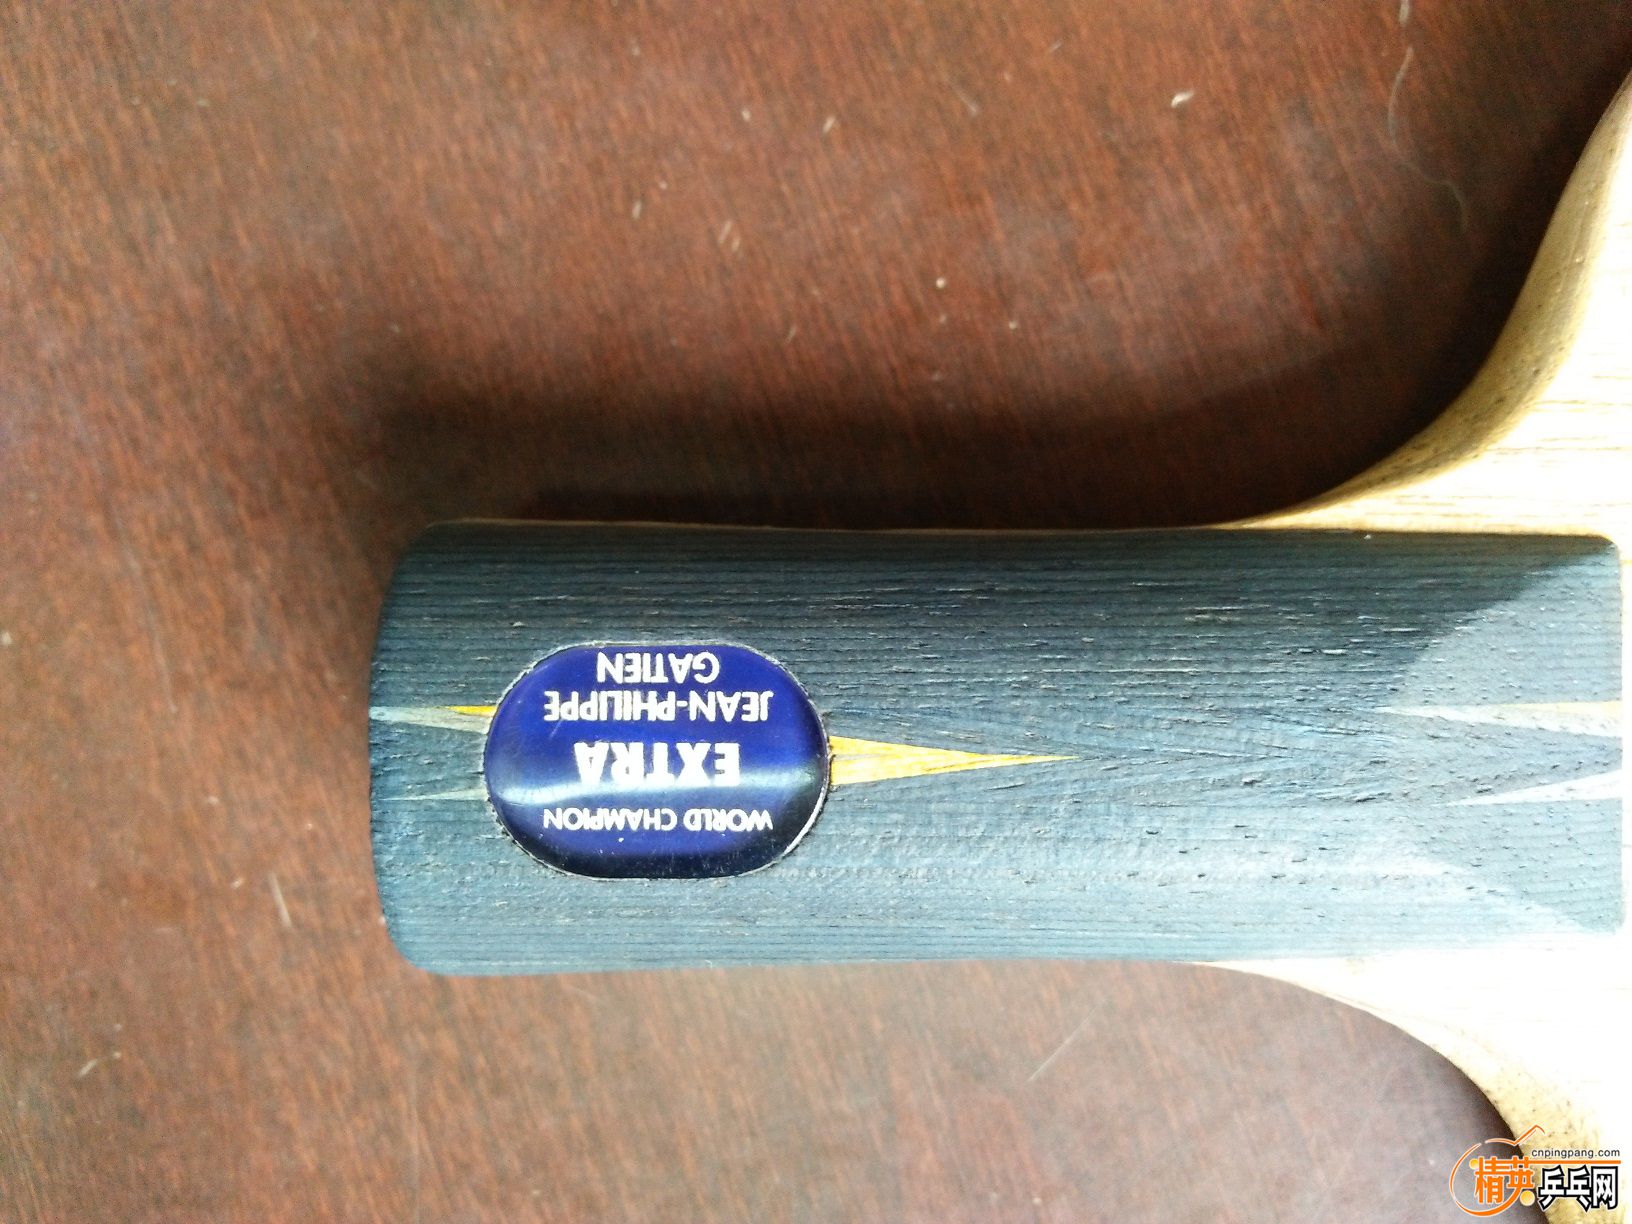 WORLD CHAMPION
EXTRA
JEAN-PHILIPPE
GATIEN
cnpingpang.com
精英乒乓网